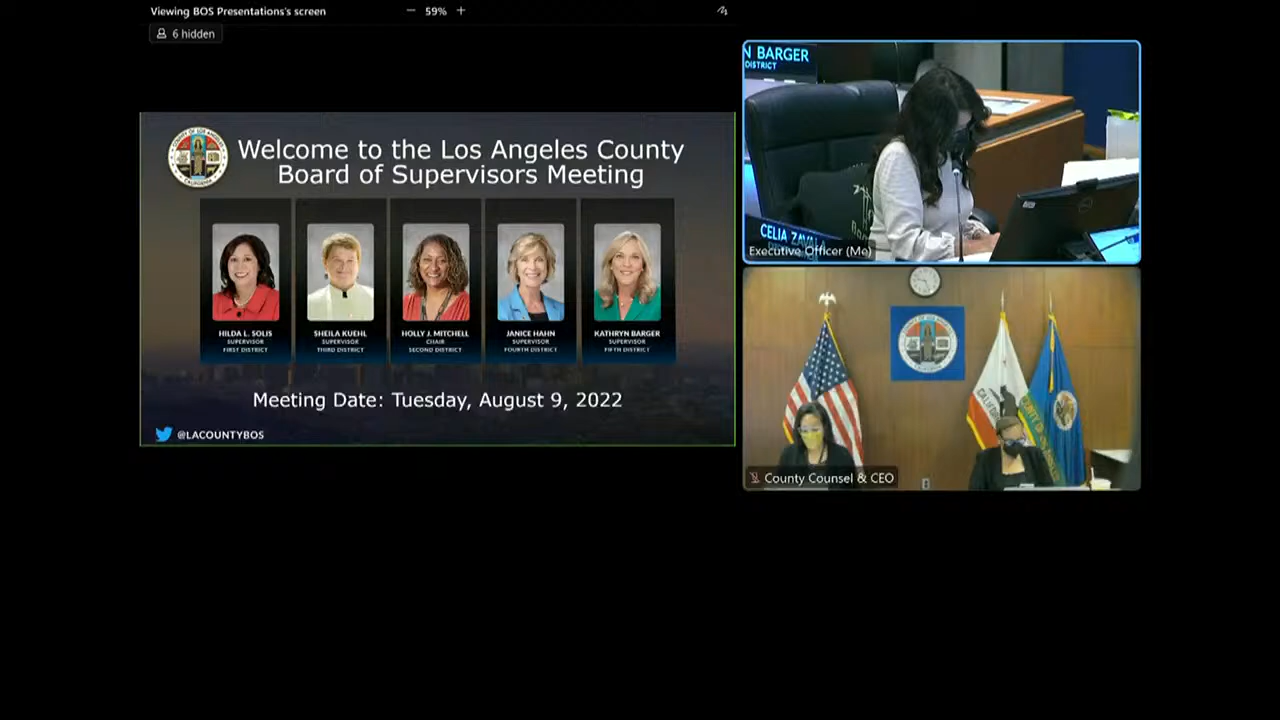 Viewing BOS Presentations's screen
59%
6 hidden
Welcome to the Los Angeles County
Board of Supervisors Meeting
HILDA L. SOLIS
SUPERVISOR
FIRST DISTRICT
SHEILA KUEHL
SUPERVISOR
THIRD DISTRICT
HOLLY J. MITCHELL
CHAIR
SECOND DISTRICT
JANICE HAHN
SUPERVISOR
FOURTH DISTRICT
KATHRYN BARGER
SUPERVISOR
FIFTH DISTRICT
Meeting Date: Tuesday, August 9, 2022
@LACOUNTYBOS
N BARGER
DISTRICT
CELIA ZAVALA
Executive Officer (Me)
County Counsel & CEO